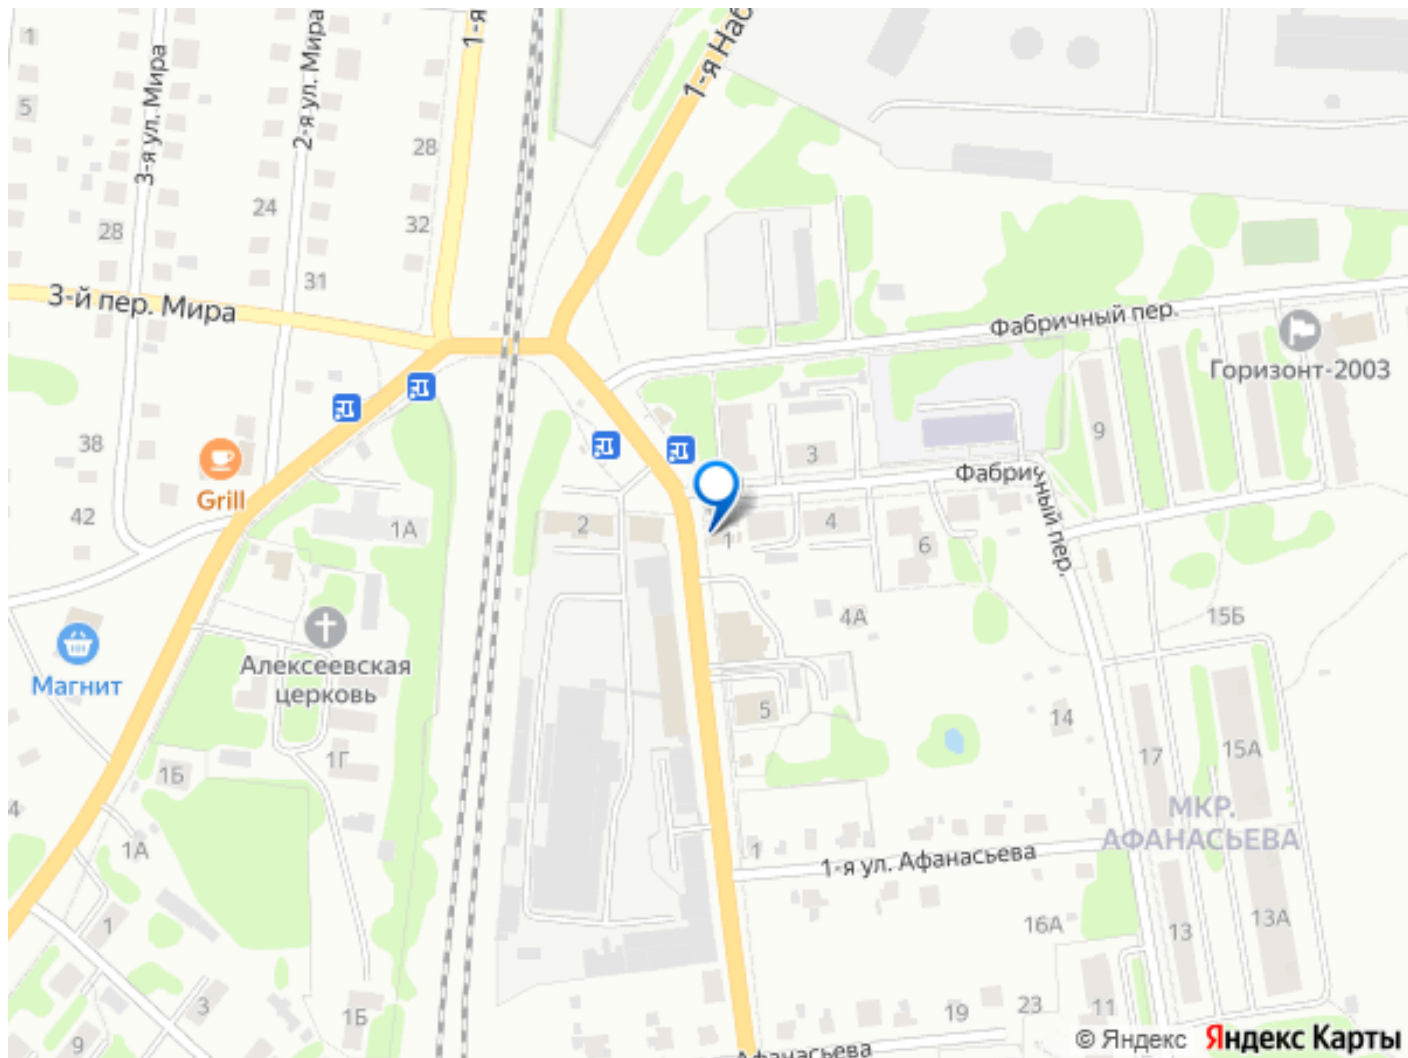 1
5
3-я ул. Мира
2-я ул. Мира
1-я
1-я Наб
28
28
24
32
31
3-й пер. Мира
Фабричный пер.
Горизонт-2003
38
Grill
42
1А
2
3
9
Фабричный пер.
1
4
6
4А
15Б
Магнит
Алексеевская
церковь
5
14
17
15А
1Б
1Г
4
1А
МКР.
АФАНАСЬЕВА
1
1-я ул. Афанасьева
16А
13
13А
1
3
1Б
9
19
23
11
Афанасьева
© Яндекс Яндекс Карты